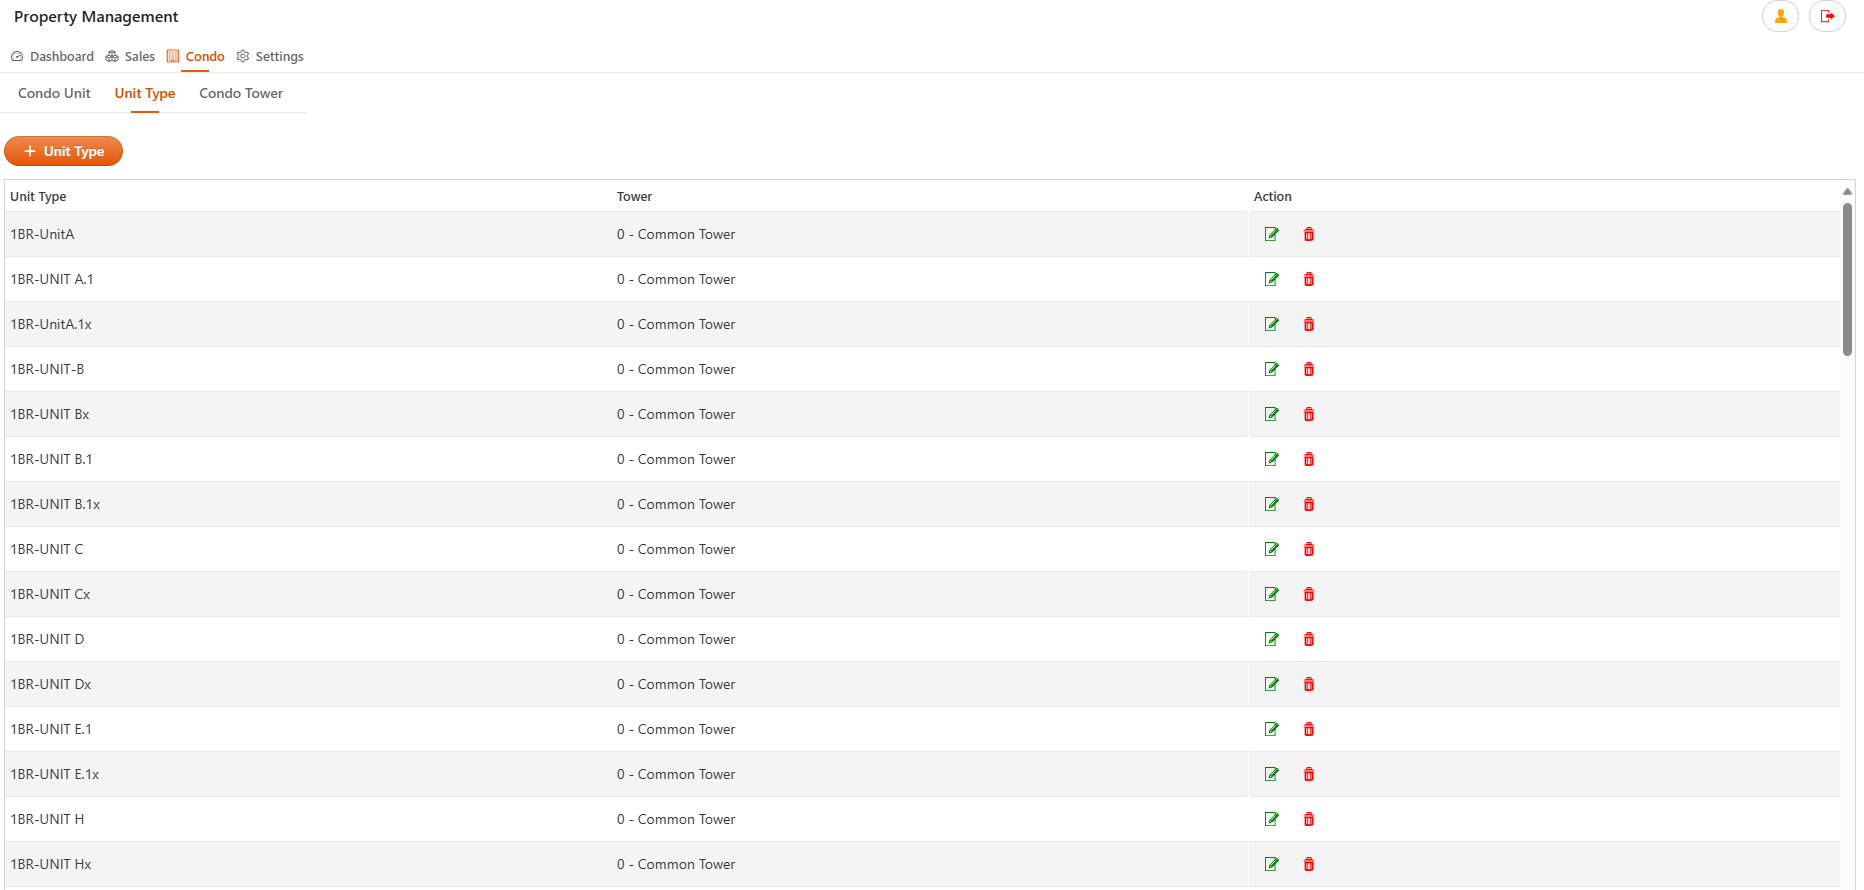 Property Management
Dashboard Sales Condo Settings
Condo Unit Unit Type Condo Tower
+ Unit Type
Unit Type Tower Action
1BR-UnitA 0 - Common Tower
1BR-UNIT A.1 0 - Common Tower
1BR-UnitA.1x 0 - Common Tower
1BR-UNIT-B 0 - Common Tower
1BR-UNIT Bx 0 - Common Tower
1BR-UNIT B.1 0 - Common Tower
1BR-UNIT B.1x 0 - Common Tower
1BR-UNIT C 0 - Common Tower
1BR-UNIT Cx 0 - Common Tower
1BR-UNIT D 0 - Common Tower
1BR-UNIT Dx 0 - Common Tower
1BR-UNIT E.1 0 - Common Tower
1BR-UNIT E.1x 0 - Common Tower
1BR-UNIT H 0 - Common Tower
1BR-UNIT Hx 0 - Common Tower